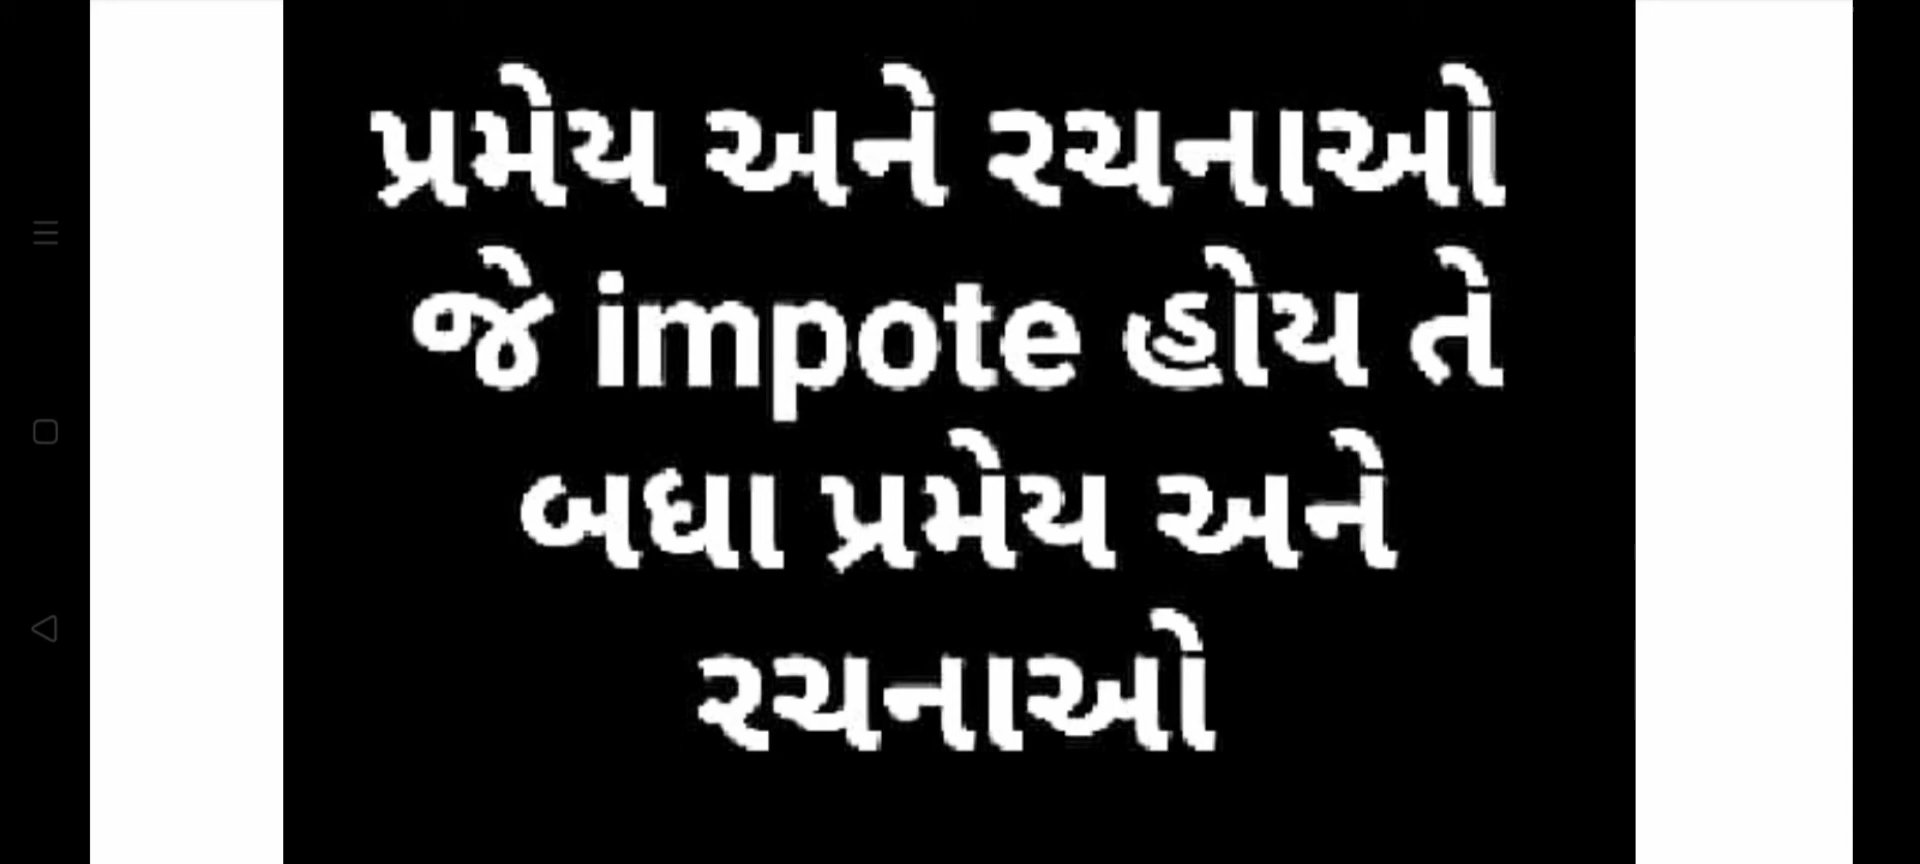 પ્રમેય અને રચનાઓ
જે impote હોય તે
બધા પ્રમેય અને
રચનાઓ